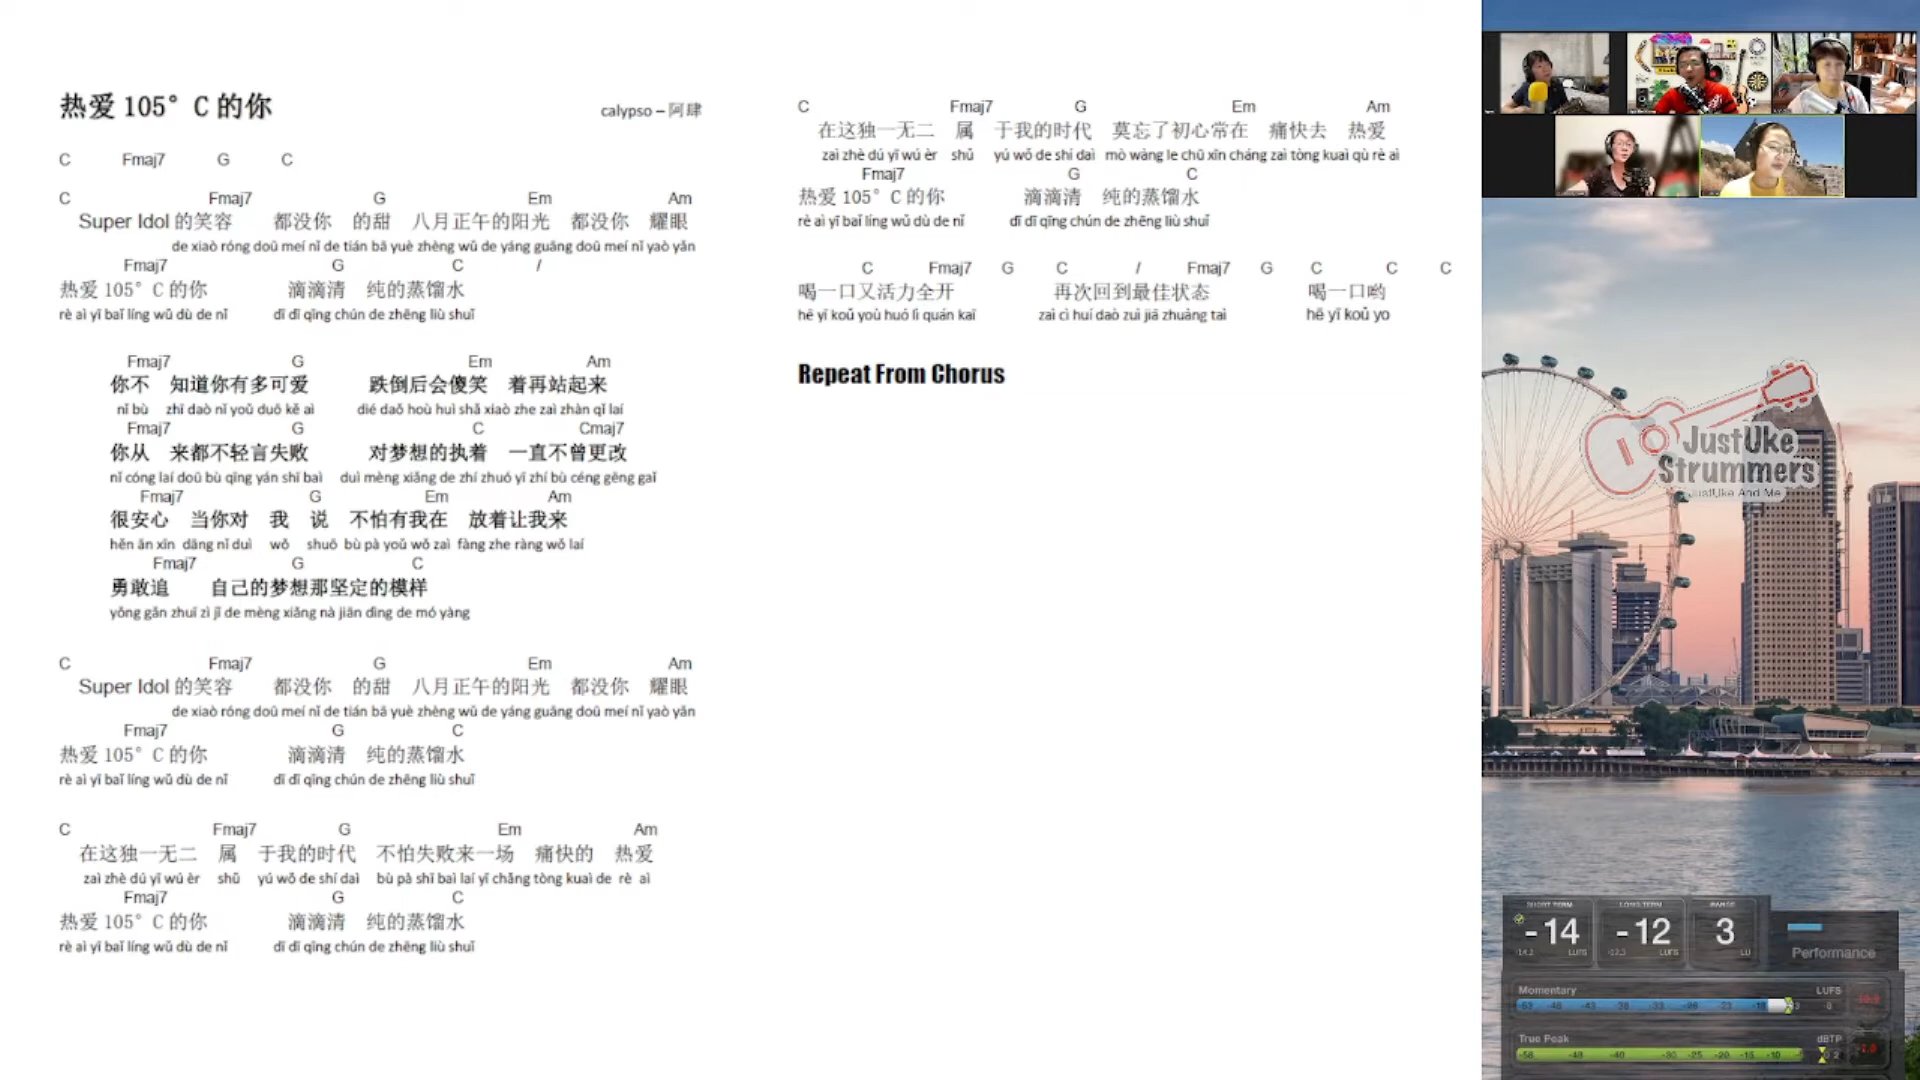 热爱 105°C 的你
calypso – 阿肆
C Fmaj7 G C
C Fmaj7 G Em Am
Super Idol 的笑容 都没你 的甜 八月正午的阳光 都没你 耀眼
de xiaò róng doū meí nǐ de tián bā yuè zhèng wǔ de yáng guāng doū meí nǐ yaò yǎn
Fmaj7 G C /
热爱 105°C 的你 滴滴清 纯的蒸馏水
rè aì yī baǐ líng wǔ dù de nǐ dī dī qīng chún de zhēng liù shuǐ
Fmaj7 G Em Am
你不 知道你有多可爱 跌倒后会傻笑 着再站起来
nǐ bù zhī daò nǐ yoǔ duō kě aì dié daǒ hoù huì shǎ xiaò zhe zaì zhàn qǐ laí
Fmaj7 G C Cmaj7
你从 来都不轻言失败 对梦想的执着 一直不曾更改
nǐ cóng laí doū bù qīng yán shī baì duì mèng xiǎng de zhí zhuó yī zhí bù céng gēng gaǐ
Fmaj7 G Em Am
很安心 当你对 我 说 不怕有我在 放着让我来
hěn ān xīn dāng nǐ duì wǒ shuō bù pà yoǔ wǒ zaì fàng zhe ràng wǒ laí
Fmaj7 G C
勇敢追 自己的梦想那坚定的模样
yǒng gǎn zhuī zì jǐ de mèng xiǎng nà jiān dìng de mó yàng
C Fmaj7 G Em Am
Super Idol 的笑容 都没你 的甜 八月正午的阳光 都没你 耀眼
de xiaò róng doū meí nǐ de tián bā yuè zhèng wǔ de yáng guāng doū meí nǐ yaò yǎn
Fmaj7 G C
热爱 105°C 的你 滴滴清 纯的蒸馏水
rè aì yī baǐ líng wǔ dù de nǐ dī dī qīng chún de zhēng liù shuǐ
C Fmaj7 G Em Am
在这独一无二 属 于我的时代 不怕失败来一场 痛快的 热爱
zaì zhè dú yī wú èr shǔ yú wǒ de shí daì bù pà shī baì laí yī chǎng tòng kuaì de rè aì
Fmaj7 G C
热爱 105°C 的你 滴滴清 纯的蒸馏水
rè aì yī baǐ líng wǔ dù de nǐ dī dī qīng chún de zhēng liù shuǐ
C Fmaj7 G Em Am
在这独一无二 属 于我的时代 莫忘了初心常在 痛快去 热爱
zaì zhè dú yī wú èr shǔ yú wǒ de shí daì mò wàng le chū xīn cháng zaì tòng kuaì qù rè aì
Fmaj7 G C
热爱 105°C 的你 滴滴清 纯的蒸馏水
rè aì yī baǐ líng wǔ dù de nǐ dī dī qīng chún de zhēng liù shuǐ
C Fmaj7 G C / Fmaj7 G C C C
喝一口又活力全开 再次回到最佳状态 喝一口哟
hē yī koǔ yoù huó lì quán kaī zaì cì huí daò zuì jiā zhuàng taì hē yī koǔ yo
Repeat From Chorus
JustUke
Strummers
JustUke And Me
SHORT TERM LONG TERM RANGE
-14 -12 3
LUFS LUFS LU
Performance
Momentary LUFS
True Peak dBTP